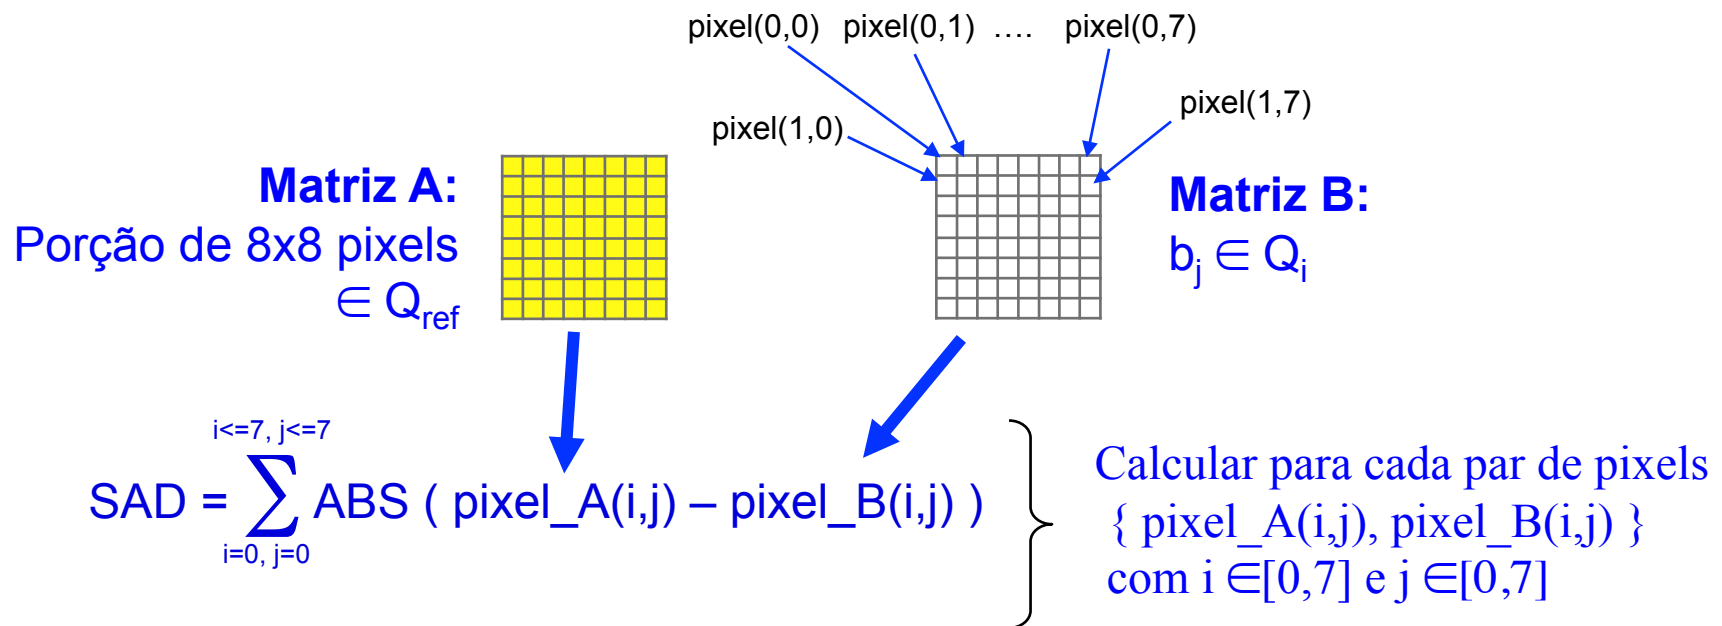 pixel(0,0) pixel(0,1) .... pixel(0,7)
pixel(1,0)
pixel(1,7)
Matriz A:
Porção de 8x8 pixels
∈ Qref
Matriz B:
bj ∈ Qi
i<=7, j<=7
SAD = ∑ ABS ( pixel_A(i,j) – pixel_B(i,j) )
i=0, j=0
Calcular para cada par de pixels
{ pixel_A(i,j), pixel_B(i,j) }
com i ∈[0,7] e j ∈[0,7]